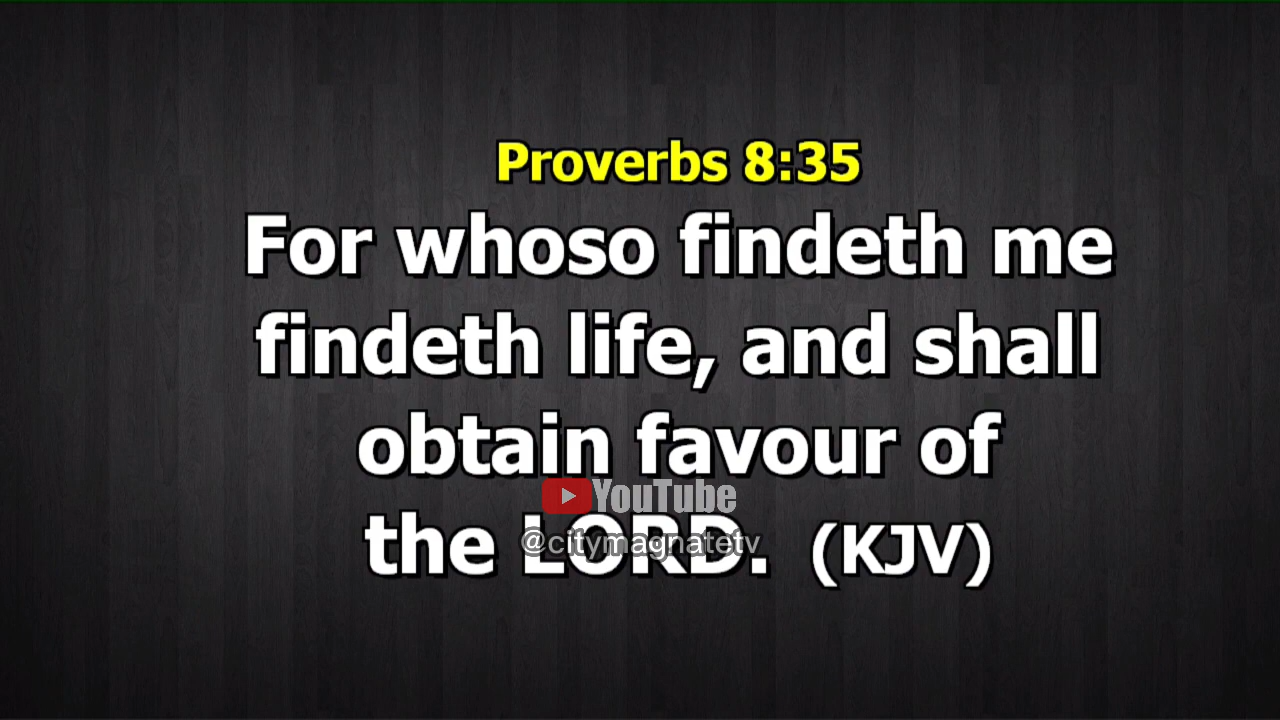 Proverbs 8:35
For whoso findeth me
findeth life, and shall
obtain favour of
YouTube
the LORD. (KJV)
@citymagnatetv